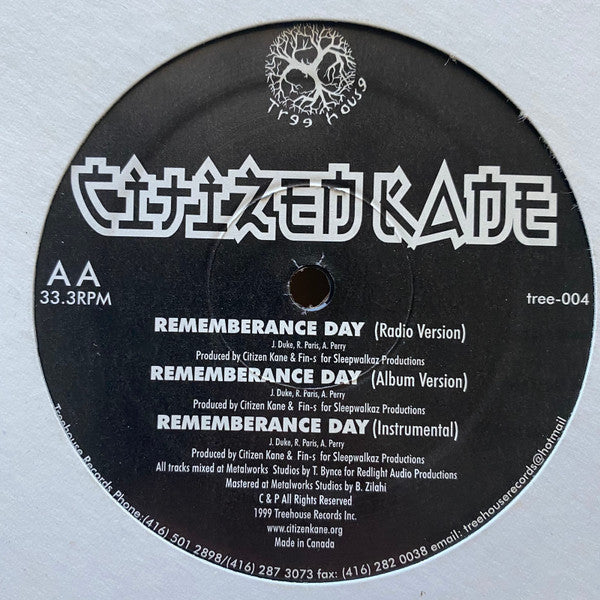 Tree House
CITIZEN KANE
AA
33.3RPM
tree-004
REMEMBERANCE DAY (Radio Version)
J. Duke, R. Paris, A. Perry
Produced by Citizen Kane & Fin-s for Sleepwalkaz Productions
REMEMBERANCE DAY (Album Version)
J. Duke, R. Paris, A. Perry
Produced by Citizen Kane & Fin-s for Sleepwalkaz Productions
REMEMBERANCE DAY (Instrumental)
J. Duke, R. Paris, A. Perry
Produced by Citizen Kane & Fin-s for Sleepwalkaz Productions
All tracks mixed at Metalworks Studios by T. Bynce for Redlight Audio Productions
Mastered at Metalworks Studios by B. Zilahi
C & P All Rights Reserved
1999 Treehouse Records Inc.
www.citizenkane.org
Made in Canada
Treehouse Records Phone:(416) 501 2898/(416) 287 3073 fax: (416) 282 0038 email: treehouserecords@hotmail